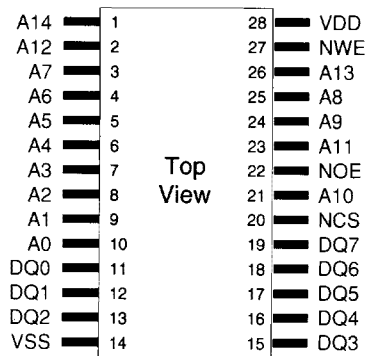 A14 1 28 VDD
A12 2 27 NWE
A7 3 26 A13
A6 4 25 A8
A5 5 24 A9
A4 6 23 A11
A3 7 Top 22 NOE
A2 8 View 21 A10
A1 9 20 NCS
A0 10 19 DQ7
DQ0 11 18 DQ6
DQ1 12 17 DQ5
DQ2 13 16 DQ4
VSS 14 15 DQ3